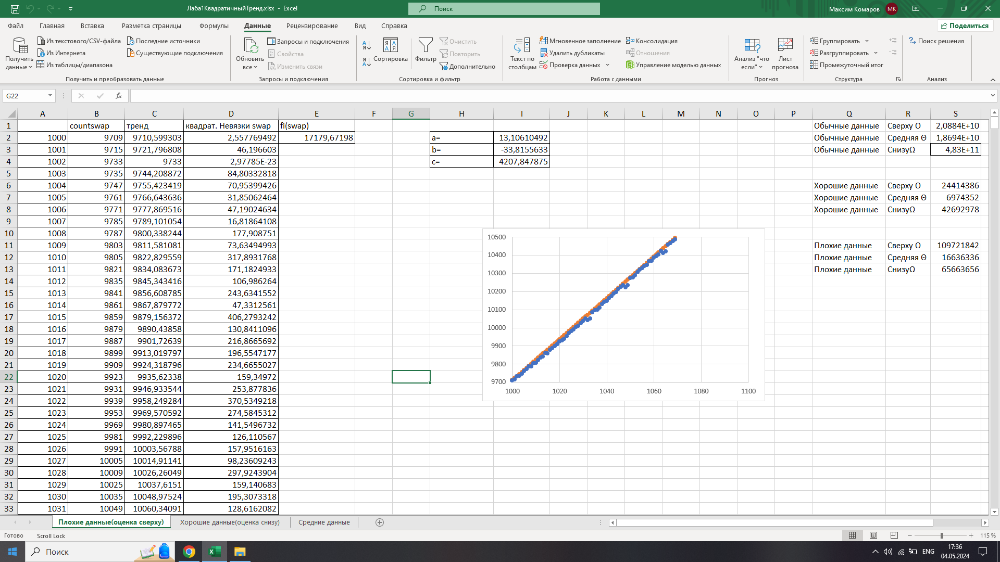 Лаба1КвадратичныйТренд.xlsx - Excel
Поиск
Максим Комаров
МК
Файл
Главная
Вставка
Разметка страницы
Формулы
Данные
Рецензирование
Вид
Справка
Поделиться
Получить данные
Из текстового/CSV-файла
Из Интернета
Из таблицы/диапазона
Последние источники
Существующие подключения
Получить и преобразовать данные
Обновить все
Запросы и подключения
Свойства
Изменить связи
Запросы и подключения
Сортировка
Фильтр
Очистить
Повторить
Дополнительно
Сортировка и фильтр
Текст по столбцам
Мгновенное заполнение
Удалить дубликаты
Проверка данных
Консолидация
Отношения
Управление моделью данных
Работа с данными
Анализ "что если"
Лист прогноза
Прогноз
Группировать
Разгруппировать
Промежуточный итог
Структура
Поиск решения
Анализ
G22
fx
A B C D E F G H I J K L M N O P Q R S
1 countswap тренд квадрат. Невязки swap fi(swap) Обычные данные Сверху O 2,0884E+10
2 1000 9709 9710,599303 2,557769492 17179,67198 a= 13,10610492 Обычные данные Средняя Θ 1,8694E+10
3 1001 9715 9721,796808 46,196603 b= -33,8155633 Обычные данные СнизуΩ 4,83E+11
4 1002 9733 9733 2,97785E-23 c= 4207,847875
5 1003 9735 9744,208872 84,80332818
6 1004 9747 9755,423419 70,95399426 Хорошие данные Сверху O 24414386
7 1005 9761 9766,643636 31,85062464 Хорошие данные Средняя Θ 6974352
8 1006 9771 9777,869516 47,19024634 Хорошие данные СнизуΩ 42692978
9 1007 9785 9789,101054 16,81864108
10 1008 9787 9800,338244 177,908751
11 1009 9803 9811,581081 73,63494993 Плохие данные Сверху O 109721842
12 1010 9805 9822,829559 317,8931768 Плохие данные Средняя Θ 16636336
13 1011 9821 9834,083673 171,1824933 Плохие данные СнизуΩ 65663656
14 1012 9835 9845,343416 106,986264
15 1013 9841 9856,608785 243,6341552
16 1014 9861 9867,879772 47,3312561
17 1015 9859 9879,156372 406,2793242
18 1016 9879 9890,43858 130,8411096
19 1017 9887 9901,72639 216,8665692
20 1018 9899 9913,019797 196,5547177
21 1019 9909 9924,318796 234,6655027
22 1020 9923 9935,62338 159,34972
23 1021 9931 9946,933544 253,877836
24 1022 9939 9958,249284 370,5349218
25 1023 9953 9969,570592 274,5845312
26 1024 9969 9980,897465 141,5496732
27 1025 9981 9992,229896 126,110567
28 1026 9991 10003,56788 157,9516163
29 1027 10005 10014,91141 98,23609243
30 1028 10009 10026,26049 297,9243904
31 1029 10025 10037,6151 159,140683
32 1030 10035 10048,97524 195,3073318
33 1031 10049 10060,34091 128,6162082
10500
10400
10300
10200
10100
10000
9900
9800
9700
1000 1020 1040 1060 1080 1100
Плохие данные(оценка сверху)
Хорошие данные(оценка снизу)
Средние данные
Готово
Scroll Lock
115 %
Поиск
ENG
17:36
04.05.2024